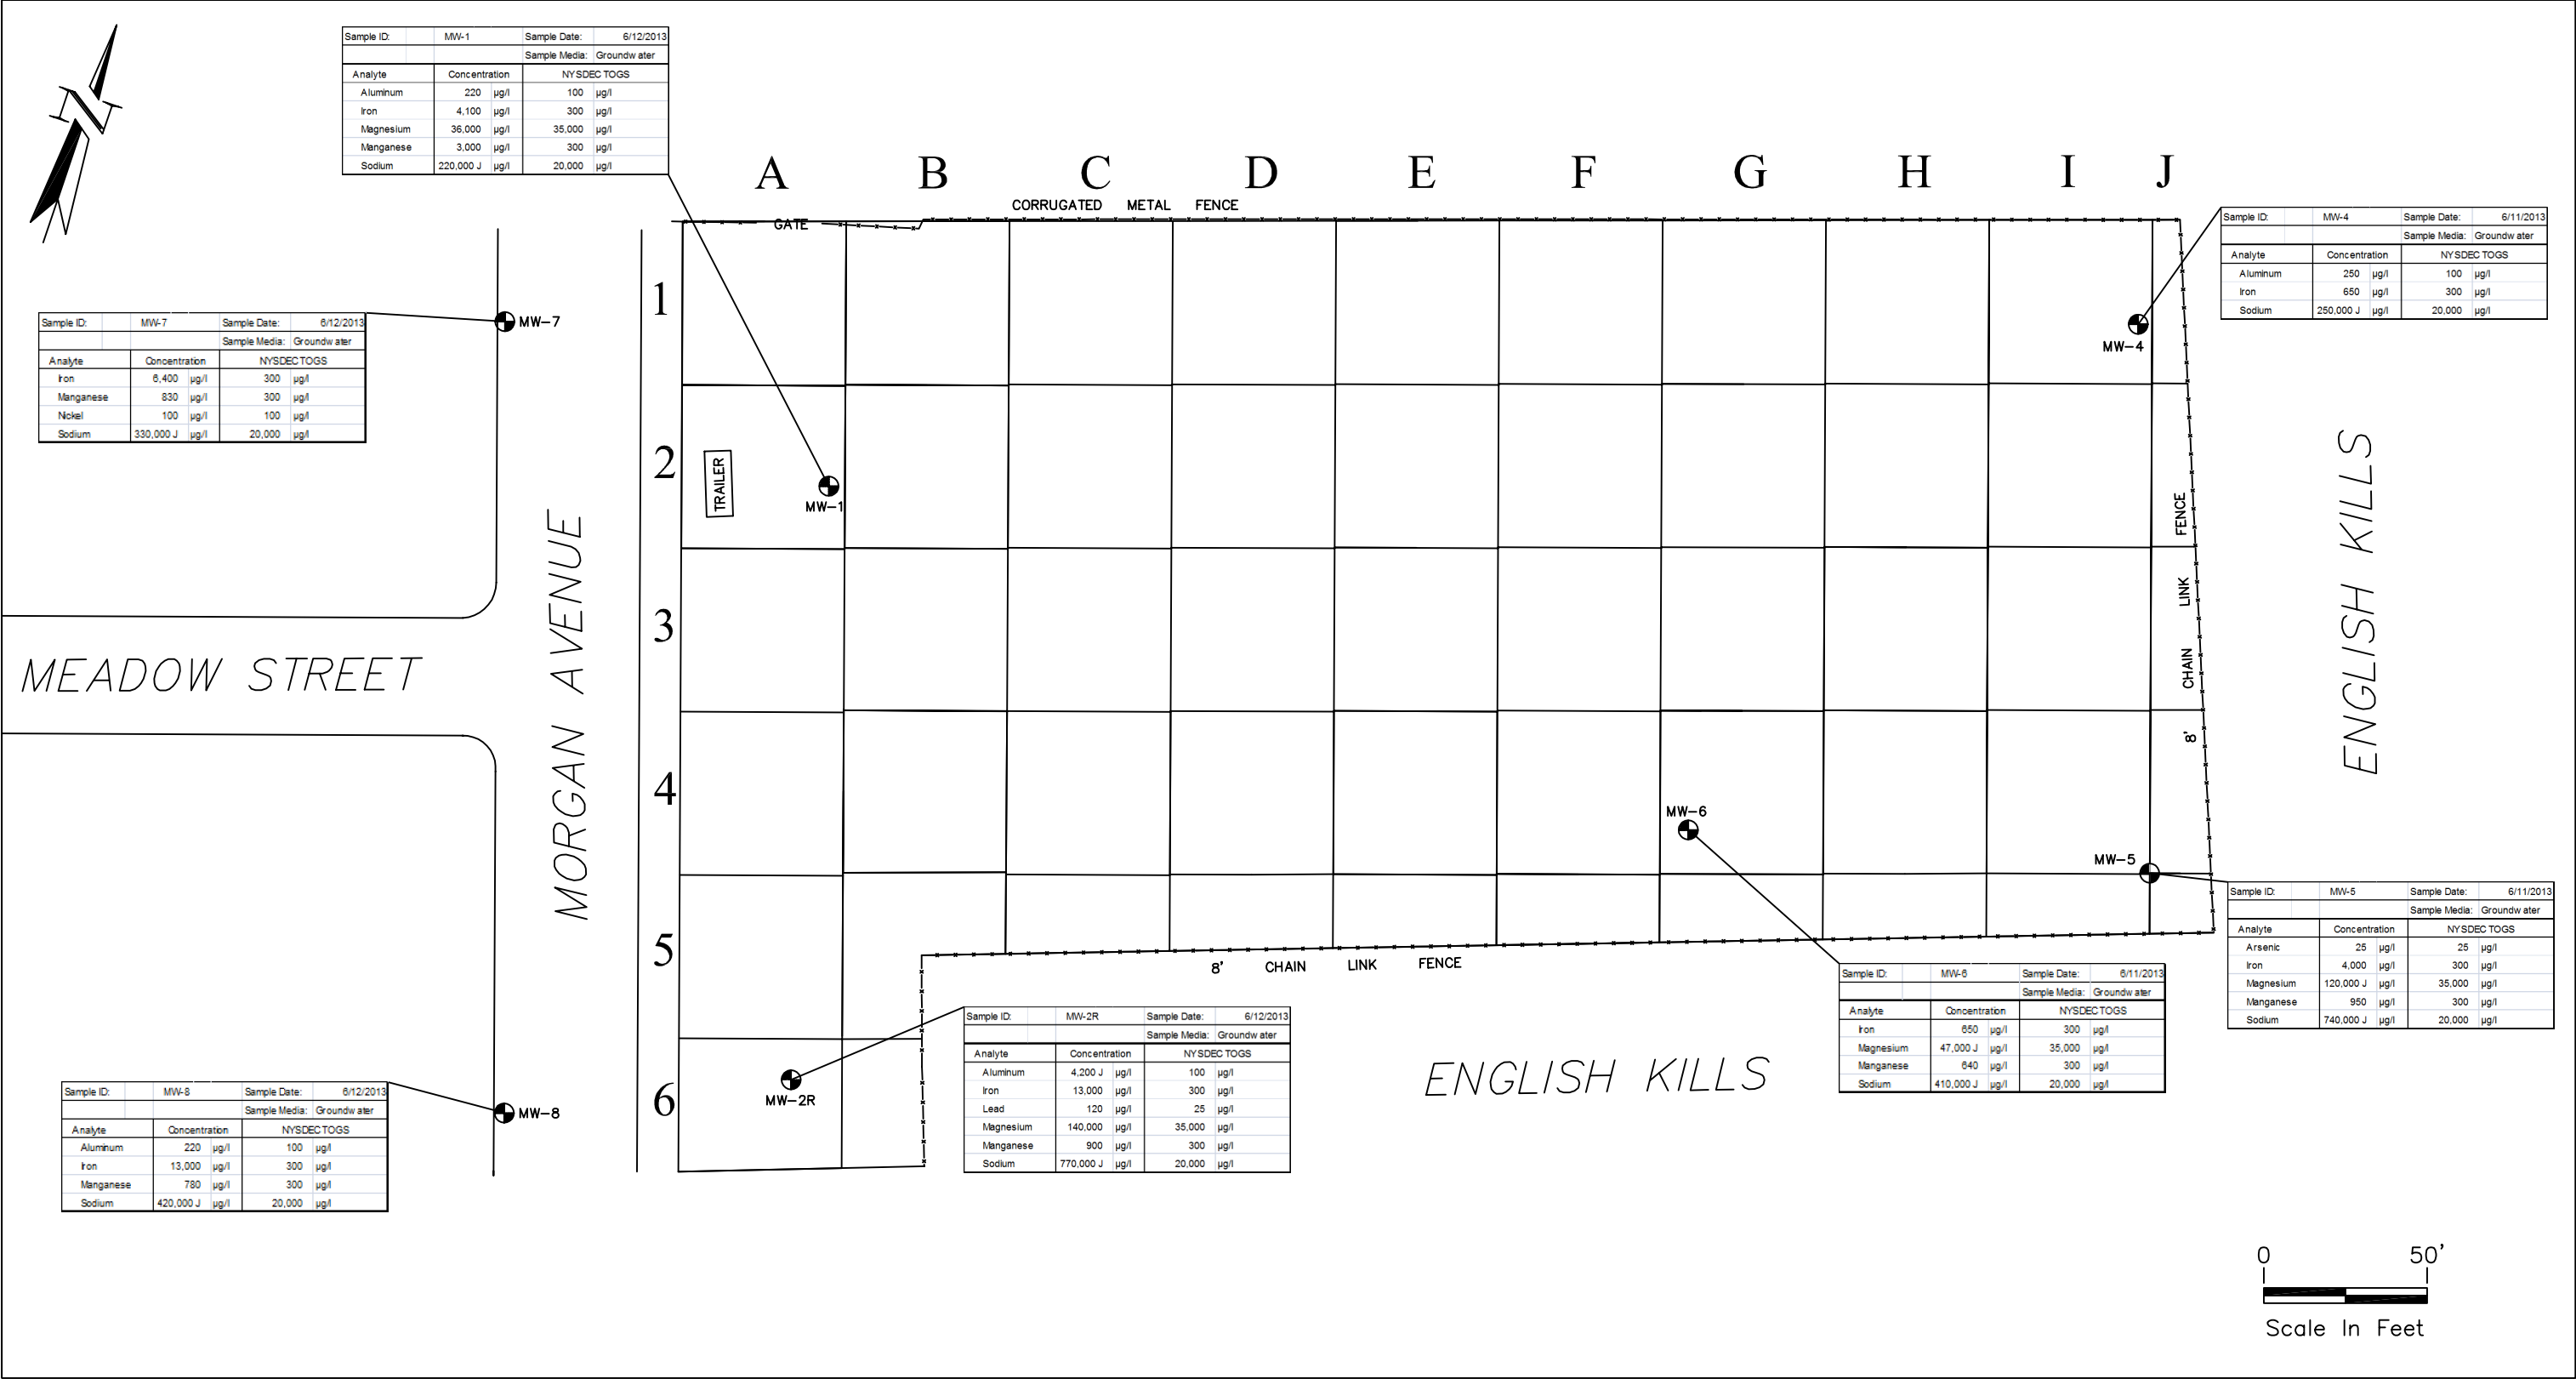 N
Sample ID: MW-1 Sample Date: 6/12/2013
Sample Media: Groundwater
Analyte Concentration NYSDEC TOGS
Aluminum 220 µg/l 100 µg/l
Iron 4,100 µg/l 300 µg/l
Magnesium 36,000 µg/l 35,000 µg/l
Manganese 3,000 µg/l 300 µg/l
Sodium 220,000 J µg/l 20,000 µg/l
A B C D E F G H I J
CORRUGATED METAL FENCE
GATE
Sample ID: MW-4 Sample Date: 6/11/2013
Sample Media: Groundwater
Analyte Concentration NYSDEC TOGS
Aluminum 250 µg/l 100 µg/l
Iron 650 µg/l 300 µg/l
Sodium 250,000 J µg/l 20,000 µg/l
1
MW-7
MW-4
Sample ID: MW-7 Sample Date: 6/12/2013
Sample Media: Groundwater
Analyte Concentration NYSDEC TOGS
Iron 6,400 µg/l 300 µg/l
Manganese 830 µg/l 300 µg/l
Nickel 100 µg/l 100 µg/l
Sodium 330,000 J µg/l 20,000 µg/l
2
TRAILER
MW-1
8' CHAIN LINK FENCE
ENGLISH KILLS
3
MEADOW STREET
MORGAN AVENUE
4
MW-6
MW-5
Sample ID: MW-5 Sample Date: 6/11/2013
Sample Media: Groundwater
Analyte Concentration NYSDEC TOGS
Arsenic 25 µg/l 25 µg/l
Iron 4,000 µg/l 300 µg/l
Magnesium 120,000 J µg/l 35,000 µg/l
Manganese 950 µg/l 300 µg/l
Sodium 740,000 J µg/l 20,000 µg/l
5
8' CHAIN LINK FENCE
Sample ID: MW-6 Sample Date: 6/11/2013
Sample Media: Groundwater
Analyte Concentration NYSDEC TOGS
Iron 650 µg/l 300 µg/l
Magnesium 47,000 J µg/l 35,000 µg/l
Manganese 640 µg/l 300 µg/l
Sodium 410,000 J µg/l 20,000 µg/l
Sample ID: MW-2R Sample Date: 6/12/2013
Sample Media: Groundwater
Analyte Concentration NYSDEC TOGS
Aluminum 4,200 J µg/l 100 µg/l
Iron 13,000 µg/l 300 µg/l
Lead 120 µg/l 25 µg/l
Magnesium 140,000 µg/l 35,000 µg/l
Manganese 900 µg/l 300 µg/l
Sodium 770,000 J µg/l 20,000 µg/l
ENGLISH KILLS
6
MW-2R
MW-8
Sample ID: MW-8 Sample Date: 6/12/2013
Sample Media: Groundwater
Analyte Concentration NYSDEC TOGS
Aluminum 220 µg/l 100 µg/l
Iron 13,000 µg/l 300 µg/l
Manganese 780 µg/l 300 µg/l
Sodium 420,000 J µg/l 20,000 µg/l
0 50'
Scale In Feet